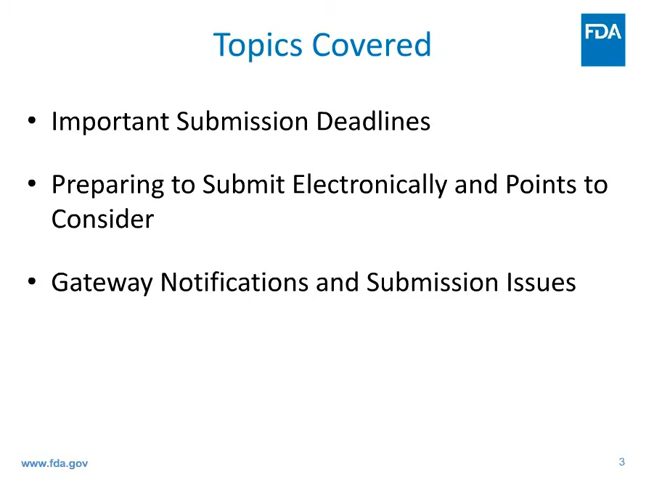 Topics Covered
FDA
• Important Submission Deadlines
• Preparing to Submit Electronically and Points to
Consider
• Gateway Notifications and Submission Issues
www.fda.gov
3